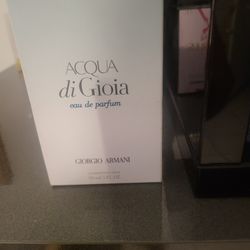 ACQUA
di Gioia
eau de parfum
GIORGIO ARMANI